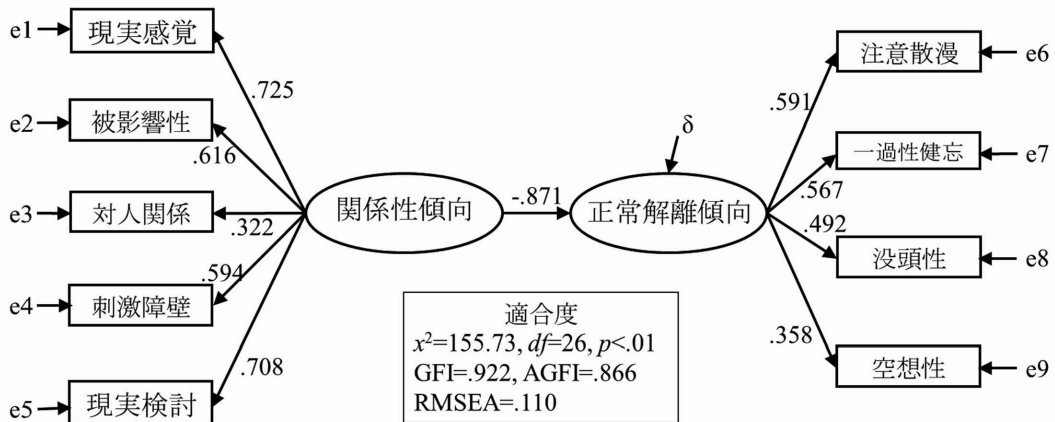 e1
現実感覚
e2
被影響性
e3
対人関係
e4
刺激障壁
e5
現実検討
.725
.616
.322
.594
.708
関係性傾向
-.871
δ
正常解離傾向
.591
.567
.492
.358
注意散漫
e6
一過性健忘
e7
没頭性
e8
空想性
e9
適合度
x²=155.73, df=26, p<.01
GFI=.922, AGFI=.866
RMSEA=.110